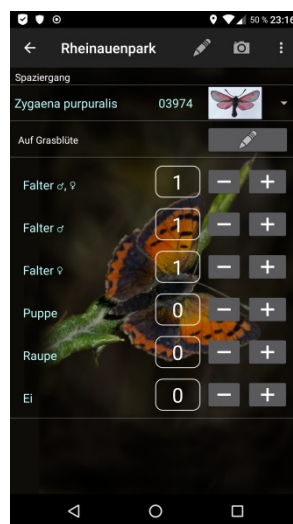 50 % 23:16
Rheinauenpark
Spaziergang
Zygaena purpuralis 03974
Auf Grasblüte
Falter ♂, ♀ 1 − +
Falter ♂ 1 − +
Falter ♀ 1 − +
Puppe 0 − +
Raupe 0 − +
Ei 0 − +